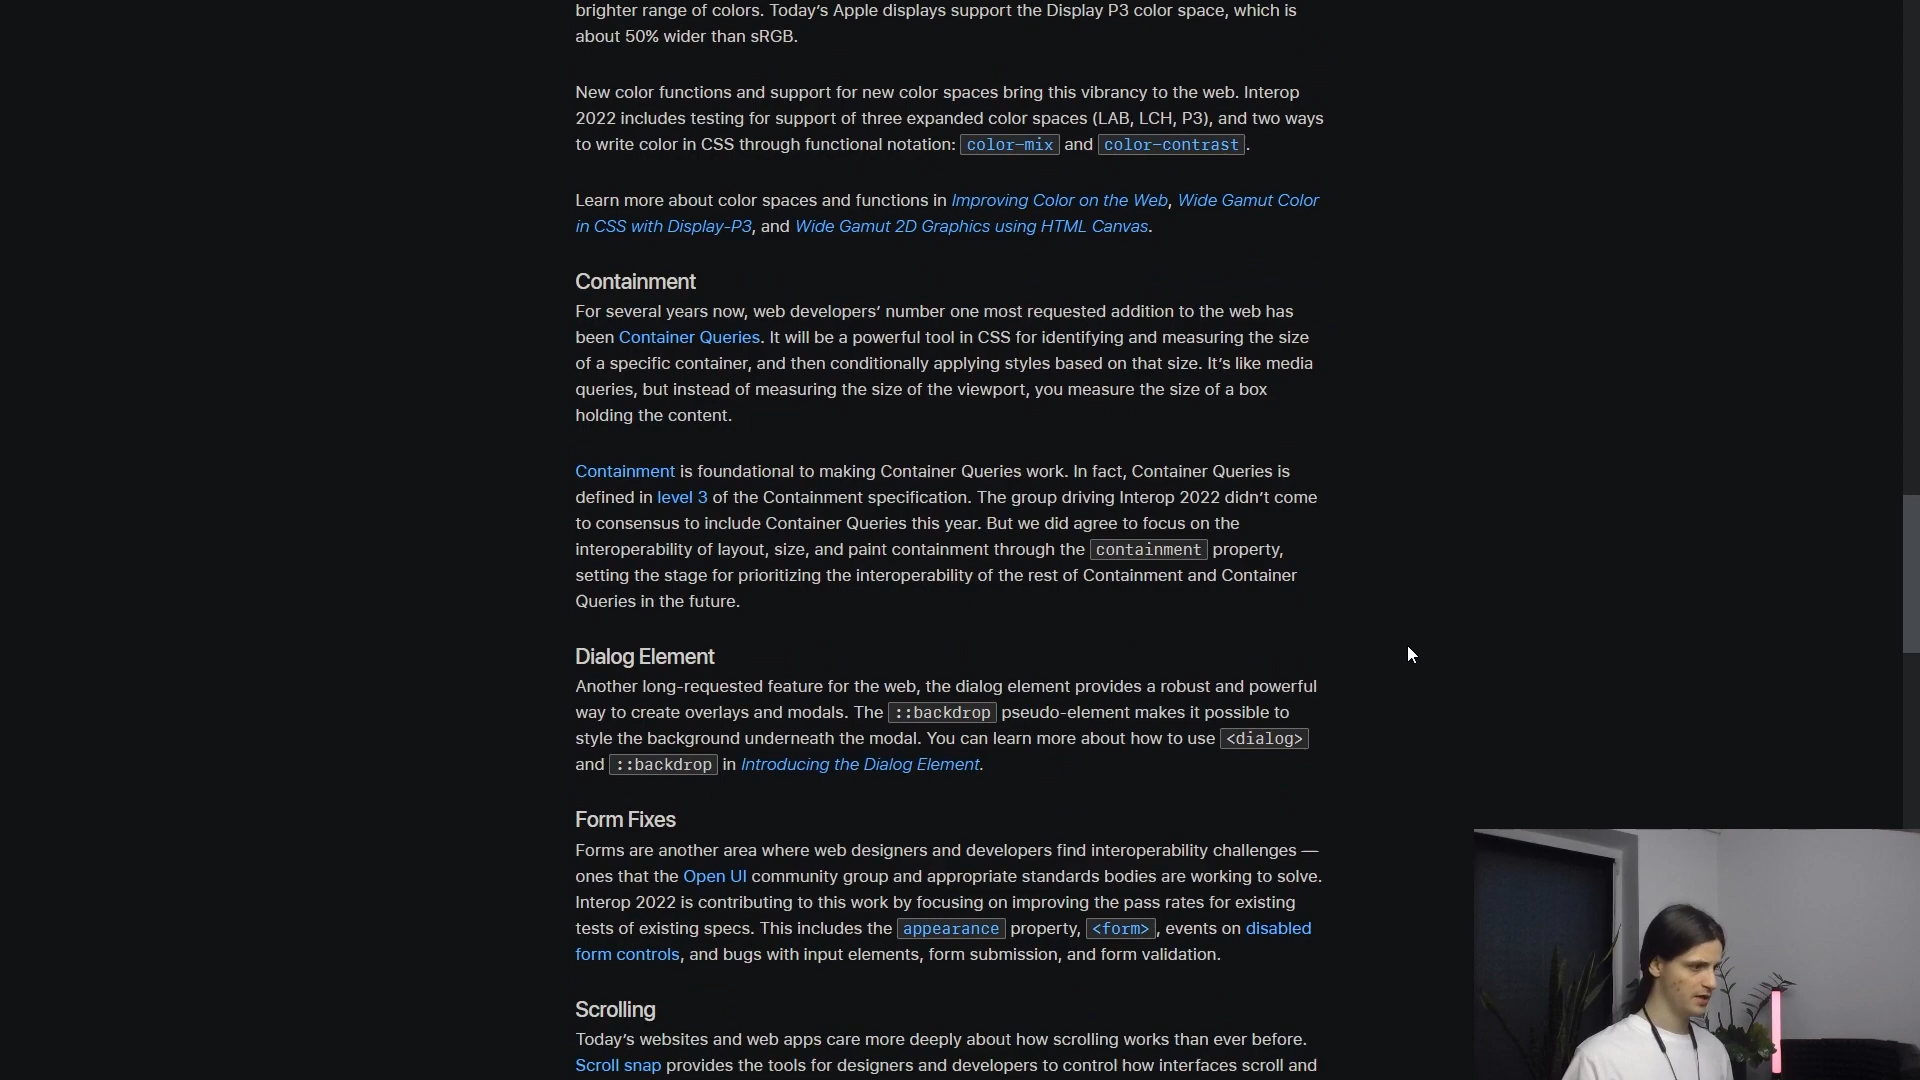 brighter range of colors. Today’s Apple displays support the Display P3 color space, which is
about 50% wider than sRGB.
New color functions and support for new color spaces bring this vibrancy to the web. Interop
2022 includes testing for support of three expanded color spaces (LAB, LCH, P3), and two ways
to write color in CSS through functional notation: color-mix and color-contrast.
Learn more about color spaces and functions in Improving Color on the Web, Wide Gamut Color
in CSS with Display-P3, and Wide Gamut 2D Graphics using HTML Canvas.
Containment
For several years now, web developers’ number one most requested addition to the web has
been Container Queries. It will be a powerful tool in CSS for identifying and measuring the size
of a specific container, and then conditionally applying styles based on that size. It’s like media
queries, but instead of measuring the size of the viewport, you measure the size of a box
holding the content.
Containment is foundational to making Container Queries work. In fact, Container Queries is
defined in level 3 of the Containment specification. The group driving Interop 2022 didn’t come
to consensus to include Container Queries this year. But we did agree to focus on the
interoperability of layout, size, and paint containment through the containment property,
setting the stage for prioritizing the interoperability of the rest of Containment and Container
Queries in the future.
Dialog Element
Another long-requested feature for the web, the dialog element provides a robust and powerful
way to create overlays and modals. The ::backdrop pseudo-element makes it possible to
style the background underneath the modal. You can learn more about how to use <dialog>
and ::backdrop in Introducing the Dialog Element.
Form Fixes
Forms are another area where web designers and developers find interoperability challenges —
ones that the Open UI community group and appropriate standards bodies are working to solve.
Interop 2022 is contributing to this work by focusing on improving the pass rates for existing
tests of existing specs. This includes the appearance property, <form>, events on disabled
form controls, and bugs with input elements, form submission, and form validation.
Scrolling
Today’s websites and web apps care more deeply about how scrolling works than ever before.
Scroll snap provides the tools for designers and developers to control how interfaces scroll and